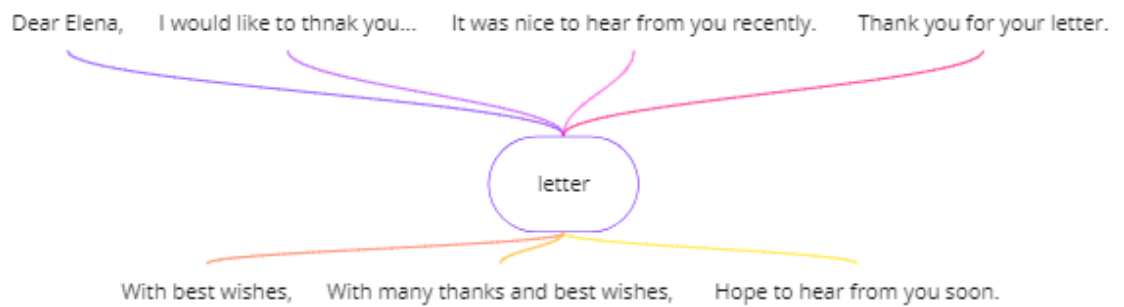 Dear Elena,
I would like to thnak you...
It was nice to hear from you recently.
Thank you for your letter.
letter
With best wishes,
With many thanks and best wishes,
Hope to hear from you soon.